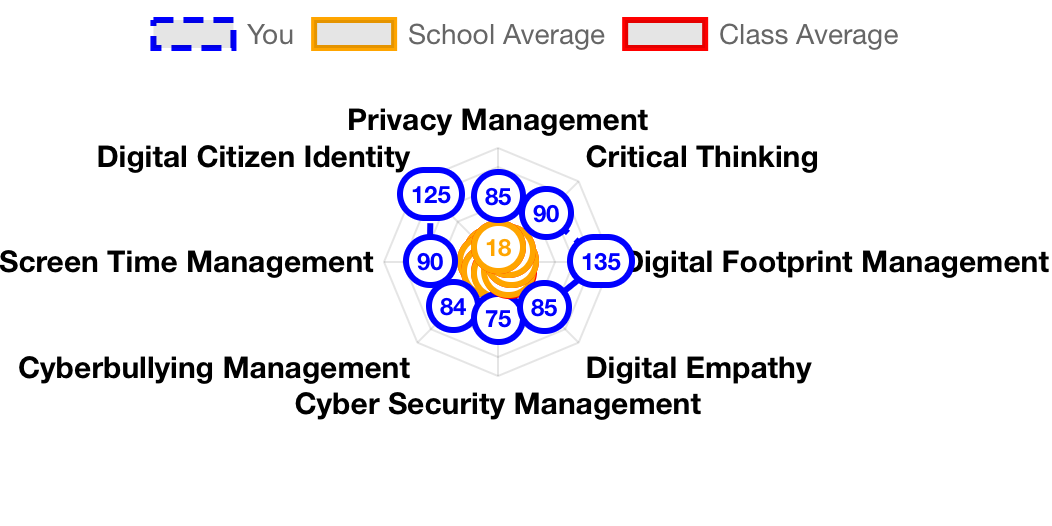 You School Average Class Average
Privacy Management
Digital Citizen Identity Critical Thinking
125 85 90
18
Screen Time Management 90 135 Digital Footprint Management
84 75 85
Cyberbullying Management Digital Empathy
Cyber Security Management